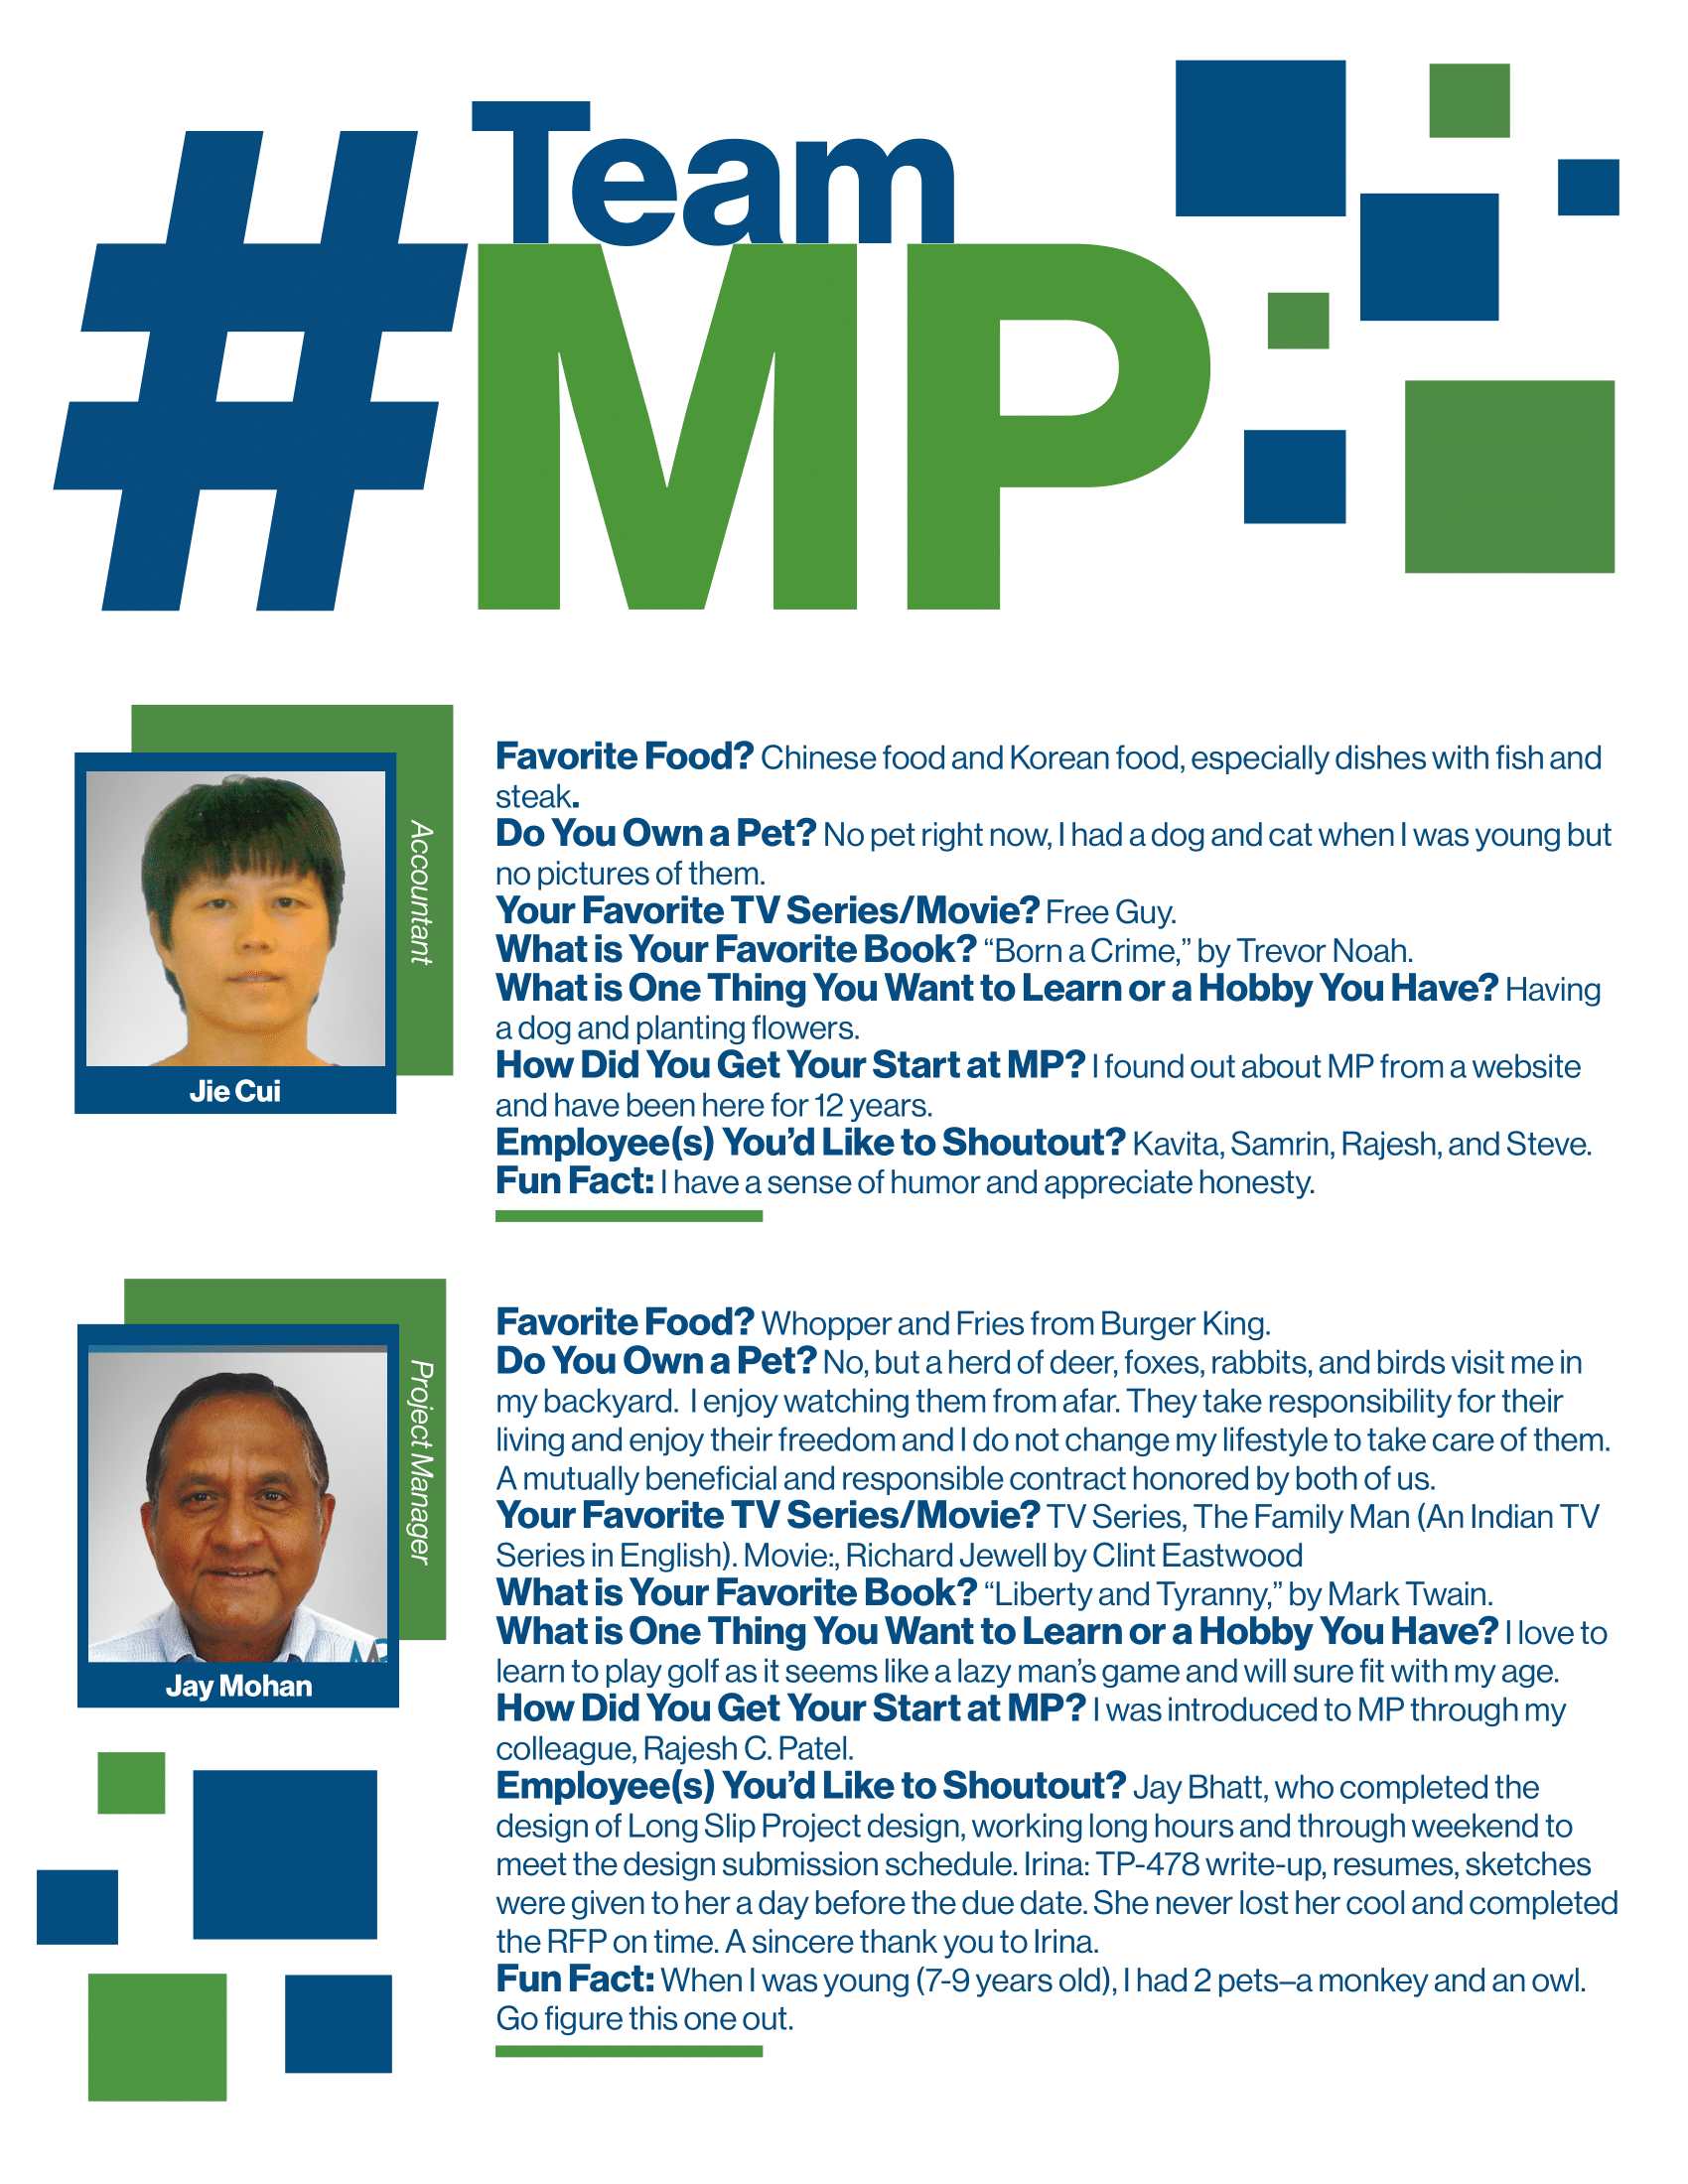 #Team
MP
Accountant
Jie Cui
Favorite Food? Chinese food and Korean food, especially dishes with fish and
steak.
Do You Own a Pet? No pet right now, I had a dog and cat when I was young but
no pictures of them.
Your Favorite TV Series/Movie? Free Guy.
What is Your Favorite Book? “Born a Crime,” by Trevor Noah.
What is One Thing You Want to Learn or a Hobby You Have? Having
a dog and planting flowers.
How Did You Get Your Start at MP? I found out about MP from a website
and have been here for 12 years.
Employee(s) You’d Like to Shoutout? Kavita, Samrin, Rajesh, and Steve.
Fun Fact: I have a sense of humor and appreciate honesty.
Project Manager
Jay Mohan
Favorite Food? Whopper and Fries from Burger King.
Do You Own a Pet? No, but a herd of deer, foxes, rabbits, and birds visit me in
my backyard. I enjoy watching them from afar. They take responsibility for their
living and enjoy their freedom and I do not change my lifestyle to take care of them.
A mutually beneficial and responsible contract honored by both of us.
Your Favorite TV Series/Movie? TV Series, The Family Man (An Indian TV
Series in English). Movie:, Richard Jewell by Clint Eastwood
What is Your Favorite Book? “Liberty and Tyranny,” by Mark Twain.
What is One Thing You Want to Learn or a Hobby You Have? I love to
learn to play golf as it seems like a lazy man’s game and will sure fit with my age.
How Did You Get Your Start at MP? I was introduced to MP through my
colleague, Rajesh C. Patel.
Employee(s) You’d Like to Shoutout? Jay Bhatt, who completed the
design of Long Slip Project design, working long hours and through weekend to
meet the design submission schedule. Irina: TP-478 write-up, resumes, sketches
were given to her a day before the due date. She never lost her cool and completed
the RFP on time. A sincere thank you to Irina.
Fun Fact: When I was young (7-9 years old), I had 2 pets–a monkey and an owl.
Go figure this one out.